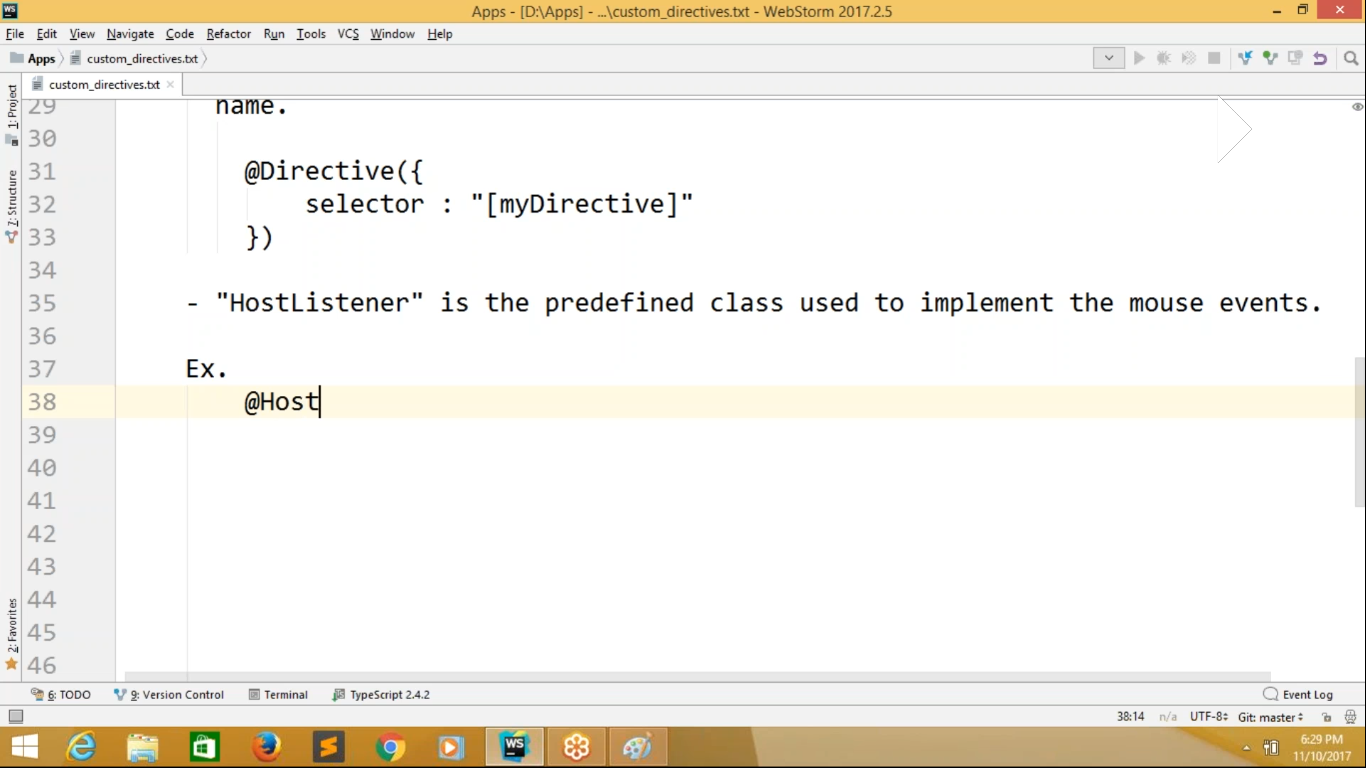 WS
Apps - [D:\Apps] - ...\custom_directives.txt - WebStorm 2017.2.5
File Edit View Navigate Code Refactor Run Tools VCS Window Help
Apps custom_directives.txt
custom_directives.txt
1: Project
7: Structure
2: Favorites
29 name.
30
31 @Directive({
32 selector : "[myDirective]"
33 })
34
35 - "HostListener" is the predefined class used to implement the mouse events.
36
37 Ex.
38 @Host
39
40
41
42
43
44
45
46
6: TODO 9: Version Control Terminal TypeScript 2.4.2 Event Log
38:14 n/a UTF-8 Git: master
WS
6:29 PM
11/10/2017